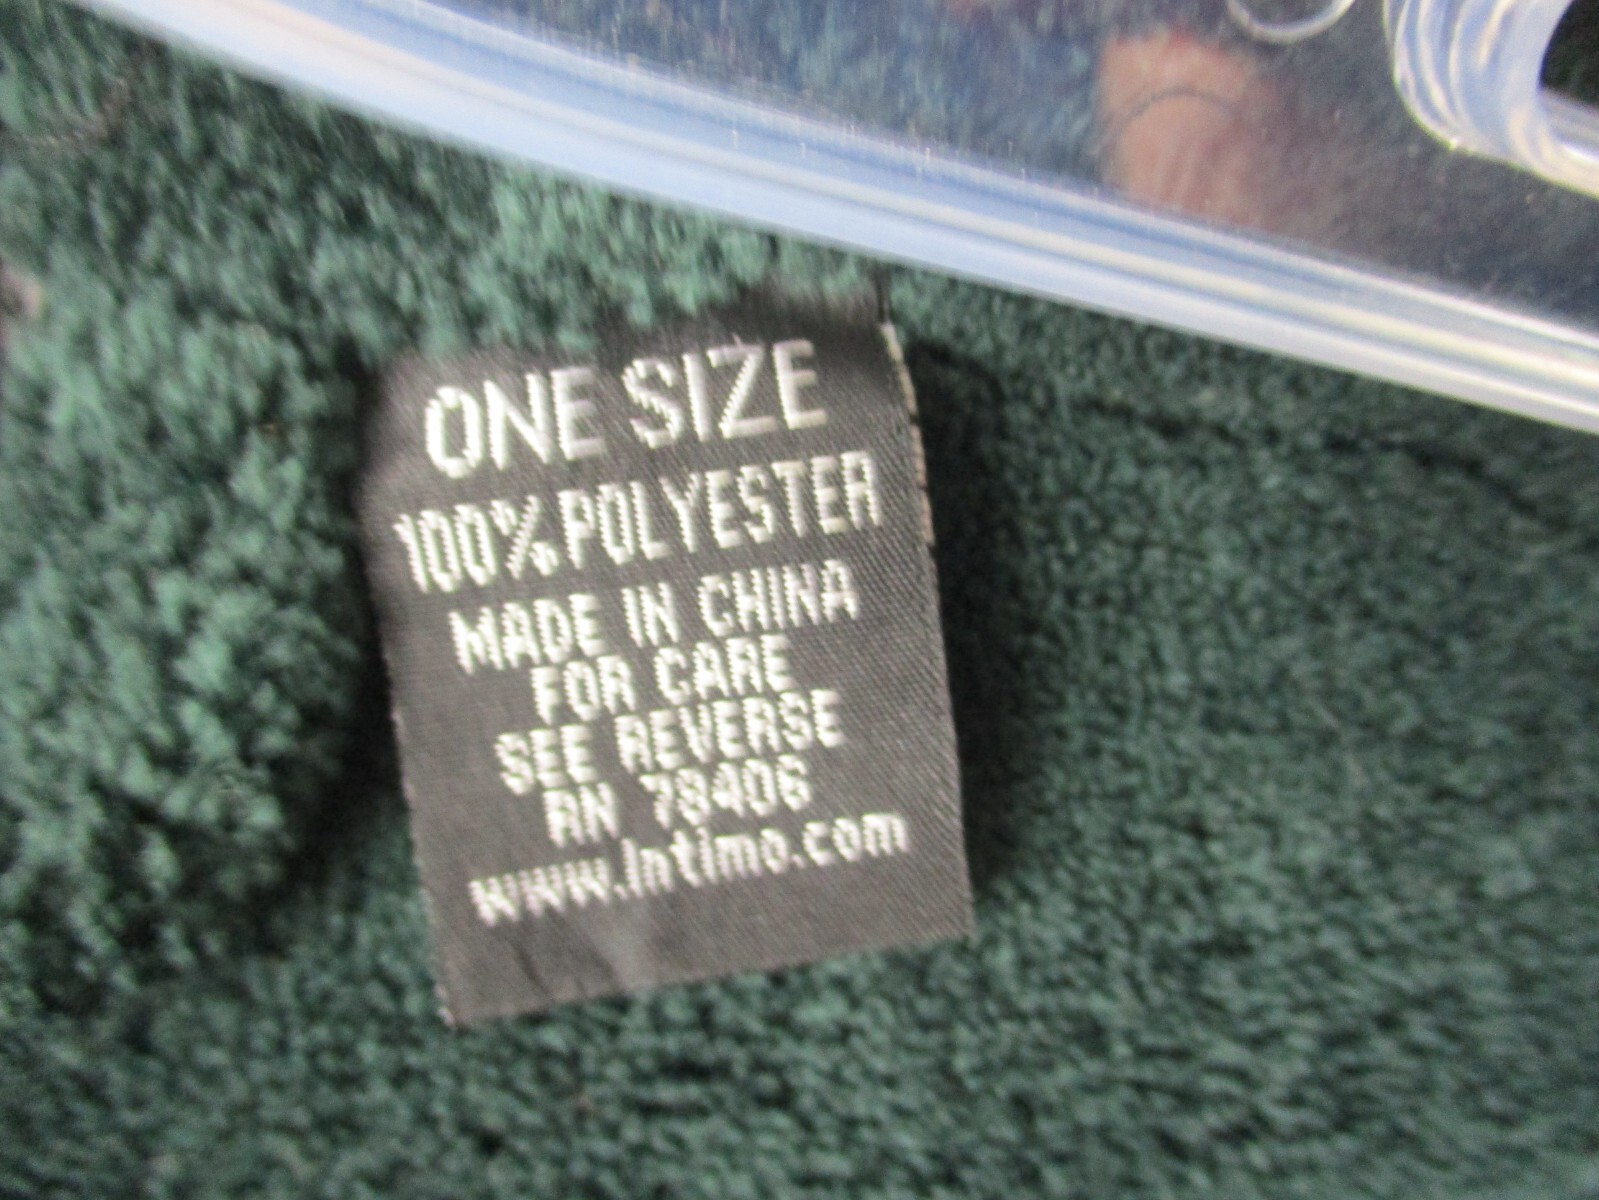 ONE SIZE
100% POLYESTER
MADE IN CHINA
FOR CARE
SEE REVERSE
RN 78406
www.Intimo.com